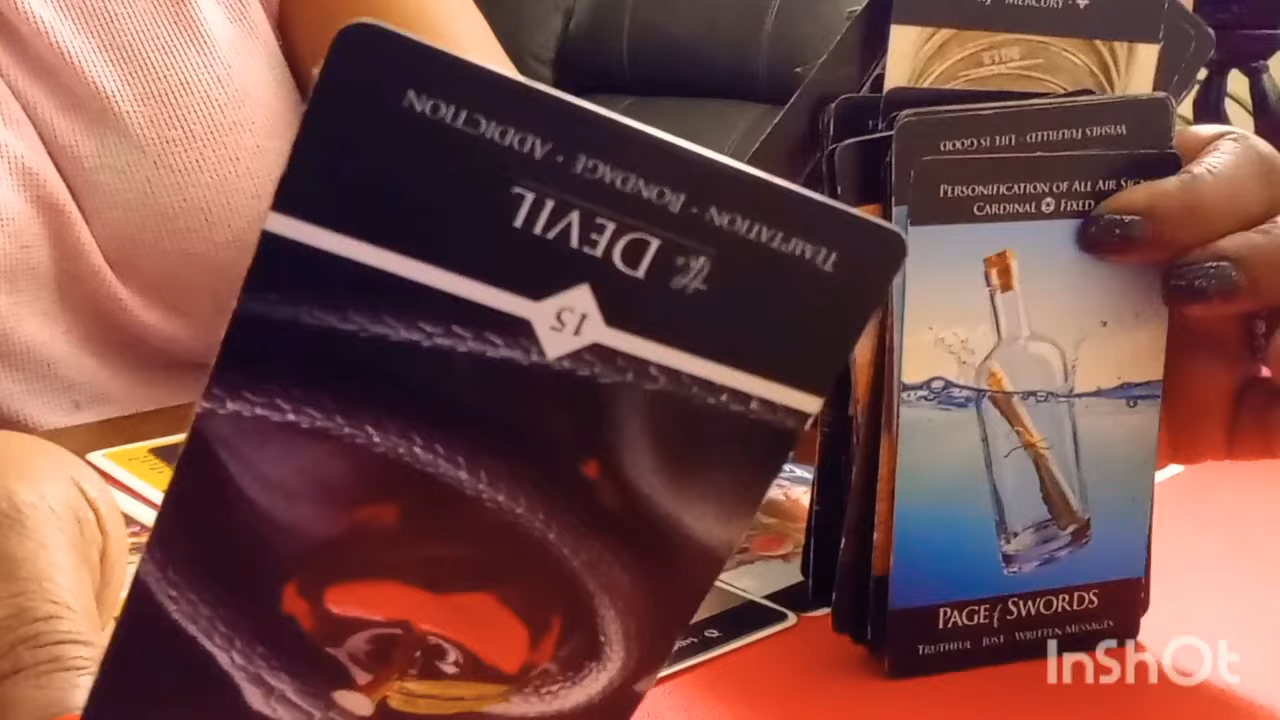 TEMPTATION · BONDAGE · ADDICTION
The DEVIL
15
MERCURY ·
WISHES FULFILLED · LIFE IS GOOD
PERSONIFICATION OF ALL AIR
CARDINAL FIXED
PAGE of SWORDS
TRUTHFUL · JUST · WRITTEN MESSAGES
InShOt